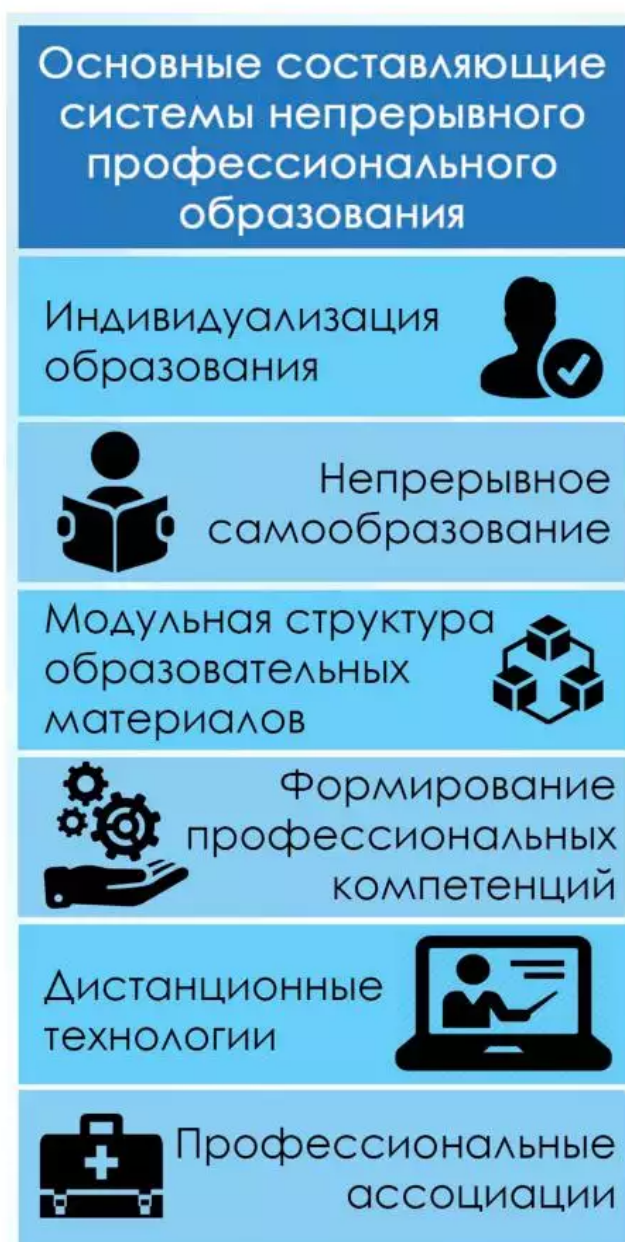 Основные составляющие
системы непрерывного
профессионального
образования
Индивидуализация
образования
Непрерывное
самообразование
Модульная структура
образовательных
материалов
Формирование
профессиональных
компетенций
Дистанционные
технологии
Профессиональные
ассоциации